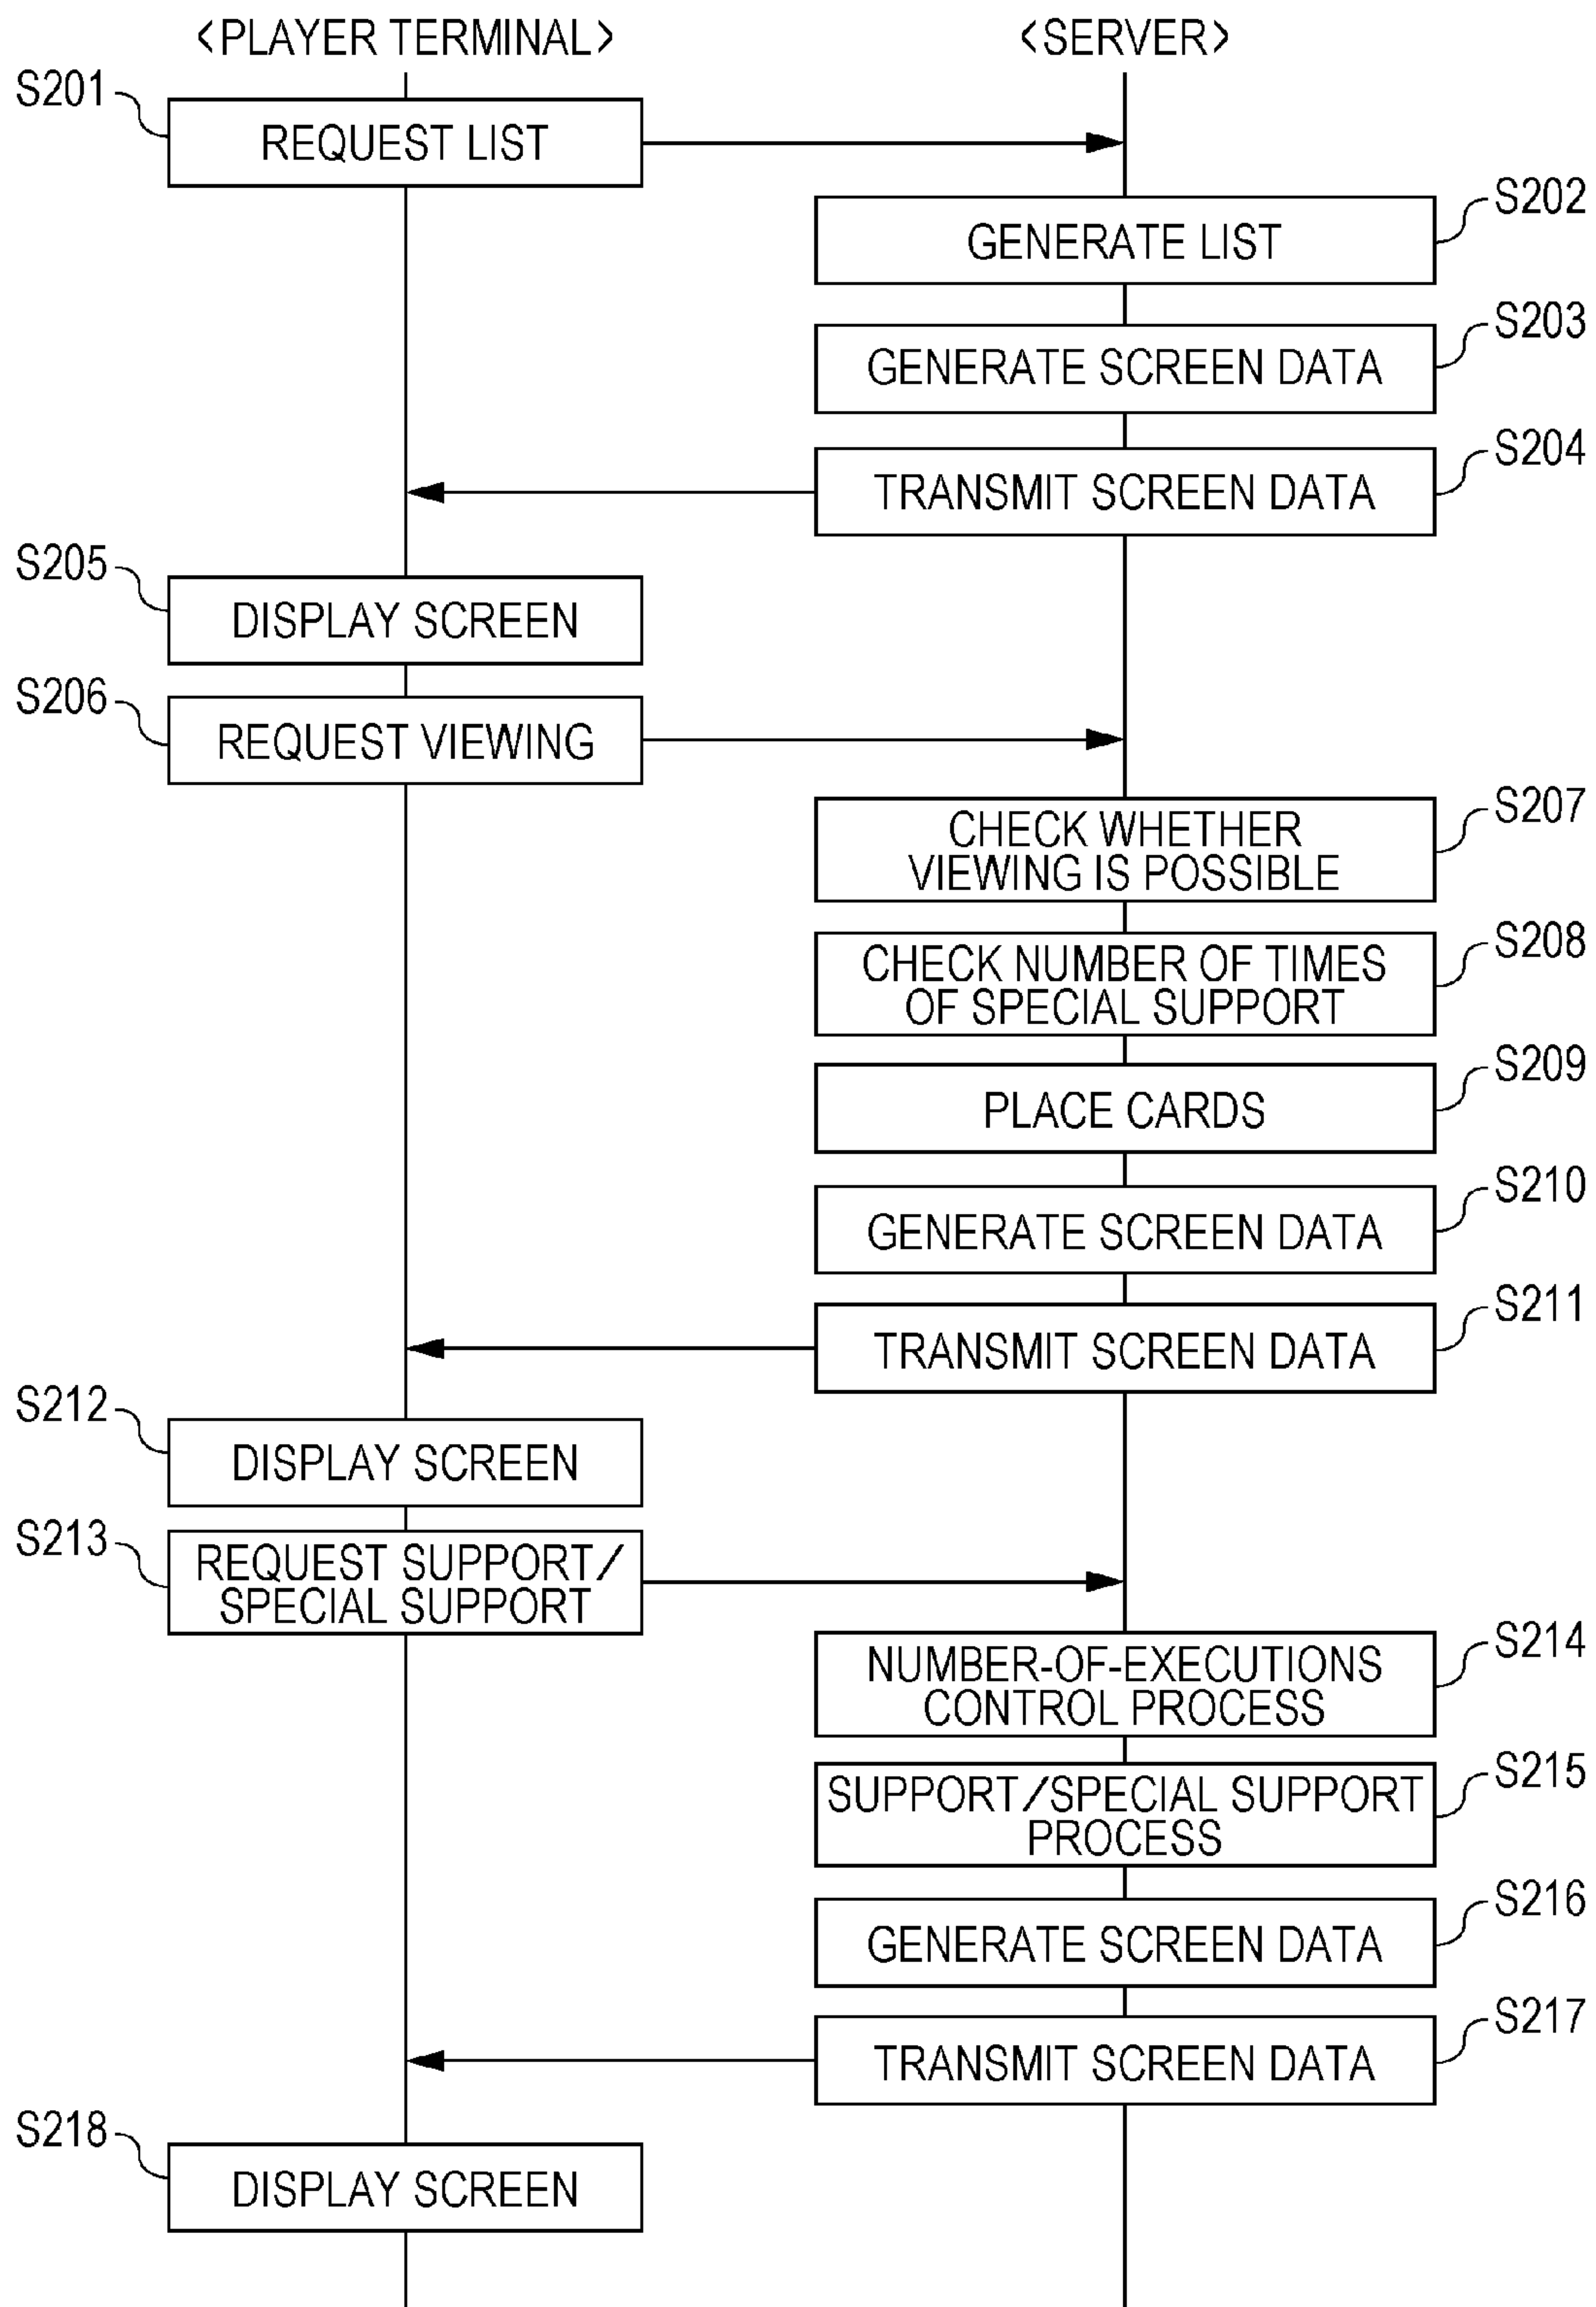 <PLAYER TERMINAL>
<SERVER>
S201
REQUEST LIST
S202
GENERATE LIST
S203
GENERATE SCREEN DATA
S204
TRANSMIT SCREEN DATA
S205
DISPLAY SCREEN
S206
REQUEST VIEWING
S207
CHECK WHETHER
VIEWING IS POSSIBLE
S208
CHECK NUMBER OF TIMES
OF SPECIAL SUPPORT
S209
PLACE CARDS
S210
GENERATE SCREEN DATA
S211
TRANSMIT SCREEN DATA
S212
DISPLAY SCREEN
S213
REQUEST SUPPORT/
SPECIAL SUPPORT
S214
NUMBER-OF-EXECUTIONS
CONTROL PROCESS
S215
SUPPORT/SPECIAL SUPPORT
PROCESS
S216
GENERATE SCREEN DATA
S217
TRANSMIT SCREEN DATA
S218
DISPLAY SCREEN